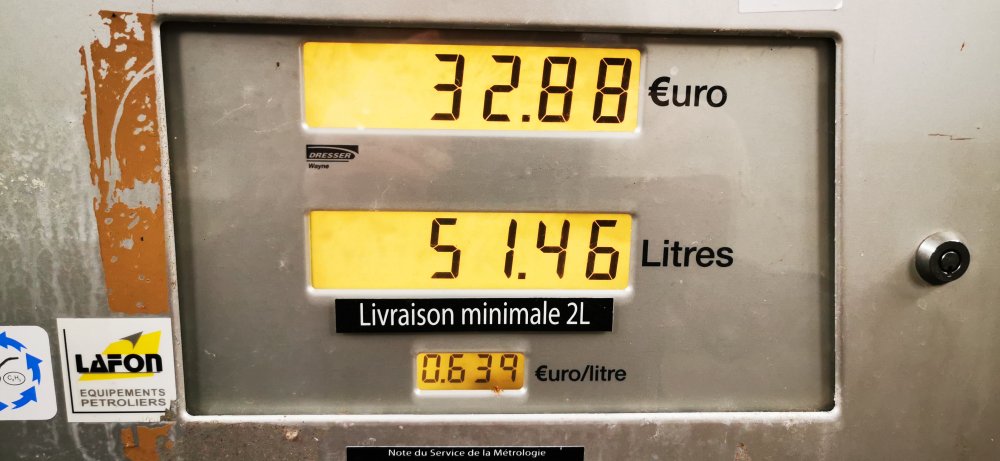 32.88 €uro
DRESSER
Wayne
51.46 Litres
Livraison minimale 2L
0.639 €uro/litre
LAFON
EQUIPEMENTS
PETROLIERS
Note du Service de la Métrologie